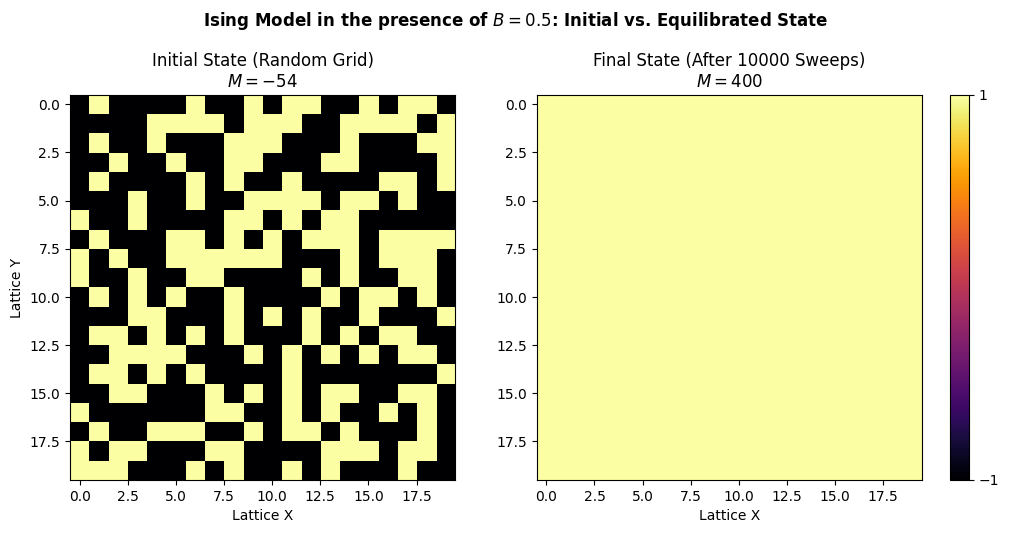 Ising Model in the presence of B = 0.5: Initial vs. Equilibrated State
Initial State (Random Grid)
M = −54
Final State (After 10000 Sweeps)
M = 400
0.0
2.5
5.0
7.5
10.0
12.5
15.0
17.5
Lattice Y
0.0 2.5 5.0 7.5 10.0 12.5 15.0 17.5
Lattice X
0.0
2.5
5.0
7.5
10.0
12.5
15.0
17.5
0.0 2.5 5.0 7.5 10.0 12.5 15.0 17.5
Lattice X
1
−1